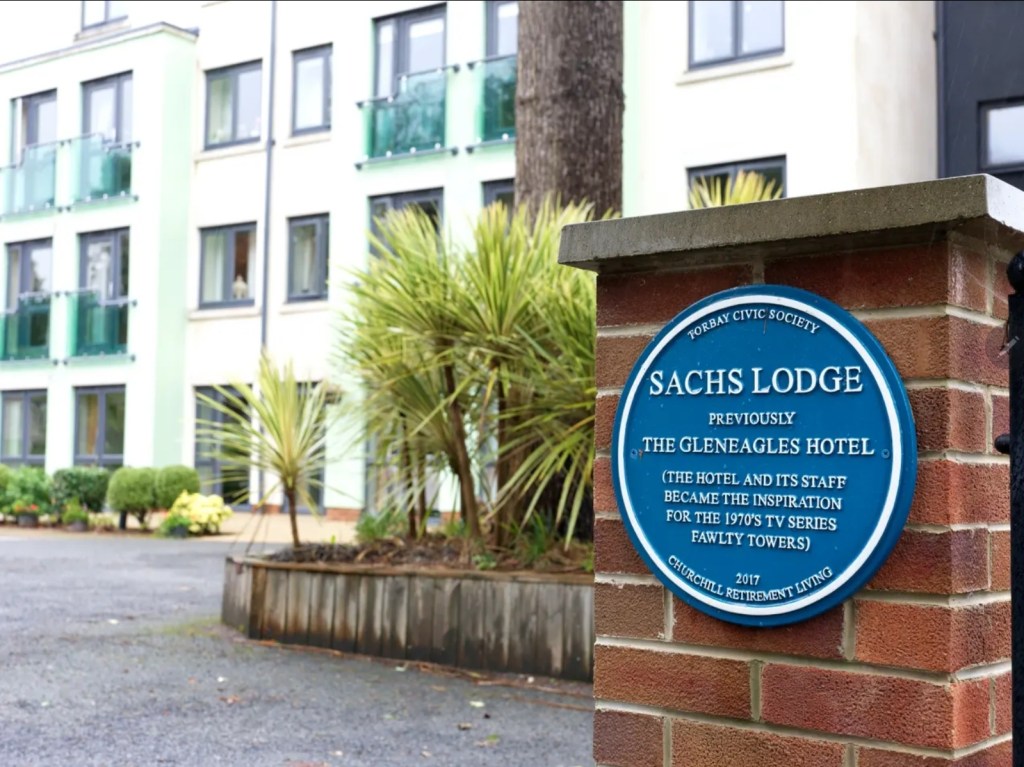 TORBAY CIVIC SOCIETY
SACHS LODGE
PREVIOUSLY
THE GLENEAGLES HOTEL
(THE HOTEL AND ITS STAFF
BECAME THE INSPIRATION
FOR THE 1970'S TV SERIES
FAWLTY TOWERS)
2017
CHURCHILL RETIREMENT LIVING